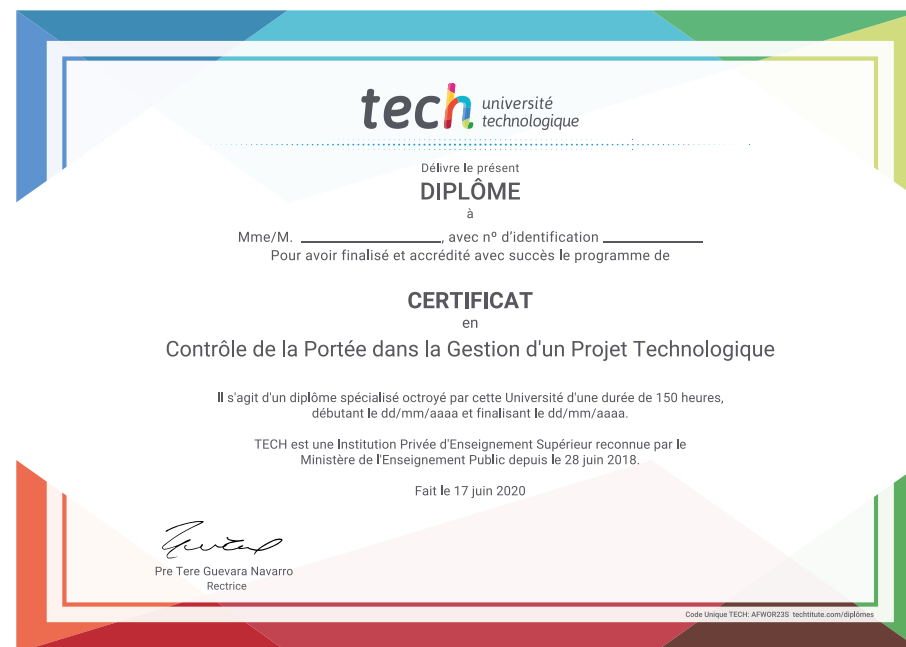 tech université
technologique
Délivre le présent
DIPLÔME
à
Mme/M. ____________________, avec nº d'identification ______________
Pour avoir finalisé et accrédité avec succès le programme de
CERTIFICAT
en
Contrôle de la Portée dans la Gestion d'un Projet Technologique
Il s'agit d'un diplôme spécialisé octroyé par cette Université d'une durée de 150 heures,
débutant le dd/mm/aaaa et finalisant le dd/mm/aaaa.
TECH est une Institution Privée d'Enseignement Supérieur reconnue par le
Ministère de l'Enseignement Public depuis le 28 juin 2018.
Fait le 17 juin 2020
Pre Tere Guevara Navarro
Rectrice
Code Unique TECH: AFWOR23S techtitute.com/diplômes